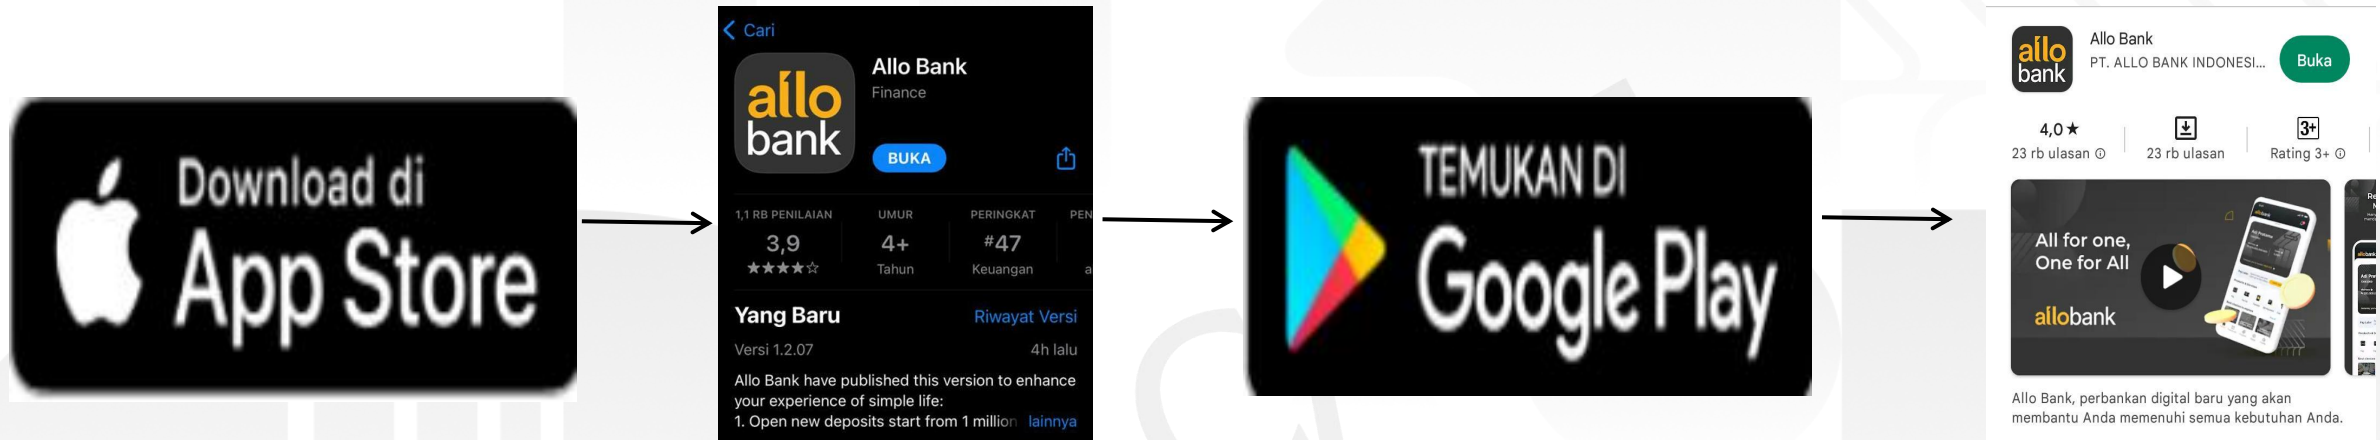 Download di
App Store
Cari
allo
bank
Allo Bank
Finance
BUKA
1,1 RB PENILAIAN
3,9
★★★★☆
UMUR
4+
Tahun
PERINGKAT
#47
Keuangan
PEN
a
Yang Baru
Riwayat Versi
Versi 1.2.07
4h lalu
Allo Bank have published this version to enhance
your experience of simple life:
1. Open new deposits start from 1 million lainnya
TEMUKAN DI
Google Play
allo
bank
Allo Bank
PT. ALLO BANK INDONESI...
Buka
4,0★
23 rb ulasan
23 rb ulasan
3+
Rating 3+
All for one,
One for All
allobank
Allo Bank, perbankan digital baru yang akan
membantu Anda memenuhi semua kebutuhan Anda.